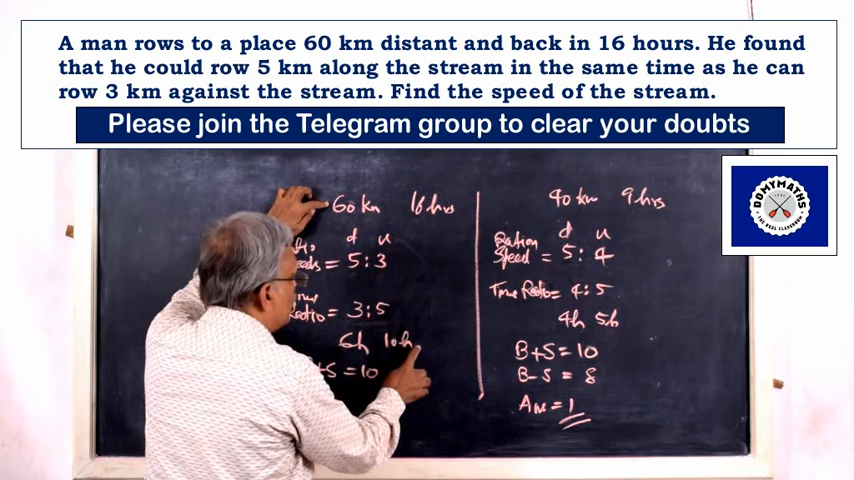 A man rows to a place 60 km distant and back in 16 hours. He found
that he could row 5 km along the stream in the same time as he can
row 3 km against the stream. Find the speed of the stream.
Please join the Telegram group to clear your doubts
DOMYMATHS
THE REAL CLASSROOM
60 km 16 hrs
d u
= 5:3
= 3:5
6h 10h
+S = 10
40 km 9 hrs
d u
Speed = 5:4
Time Ratio = 4:5
4h 5h
B+S = 10
B-S = 8
Ans = 1